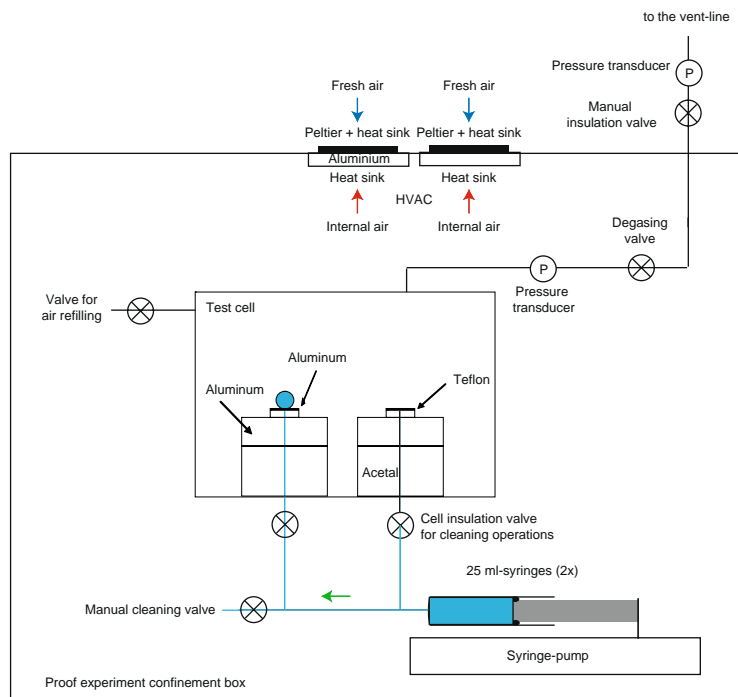 to the vent-line
Pressure transducer
P
Manual
insulation valve
Fresh air
Fresh air
Peltier + heat sink
Peltier + heat sink
Aluminium
Heat sink
Heat sink
HVAC
Internal air
Internal air
Degasing
valve
P
Pressure
transducer
Valve for
air refilling
Test cell
Aluminum
Aluminum
Teflon
Acetal
Cell insulation valve
for cleaning operations
25 ml-syringes (2x)
Manual cleaning valve
Syringe-pump
Proof experiment confinement box